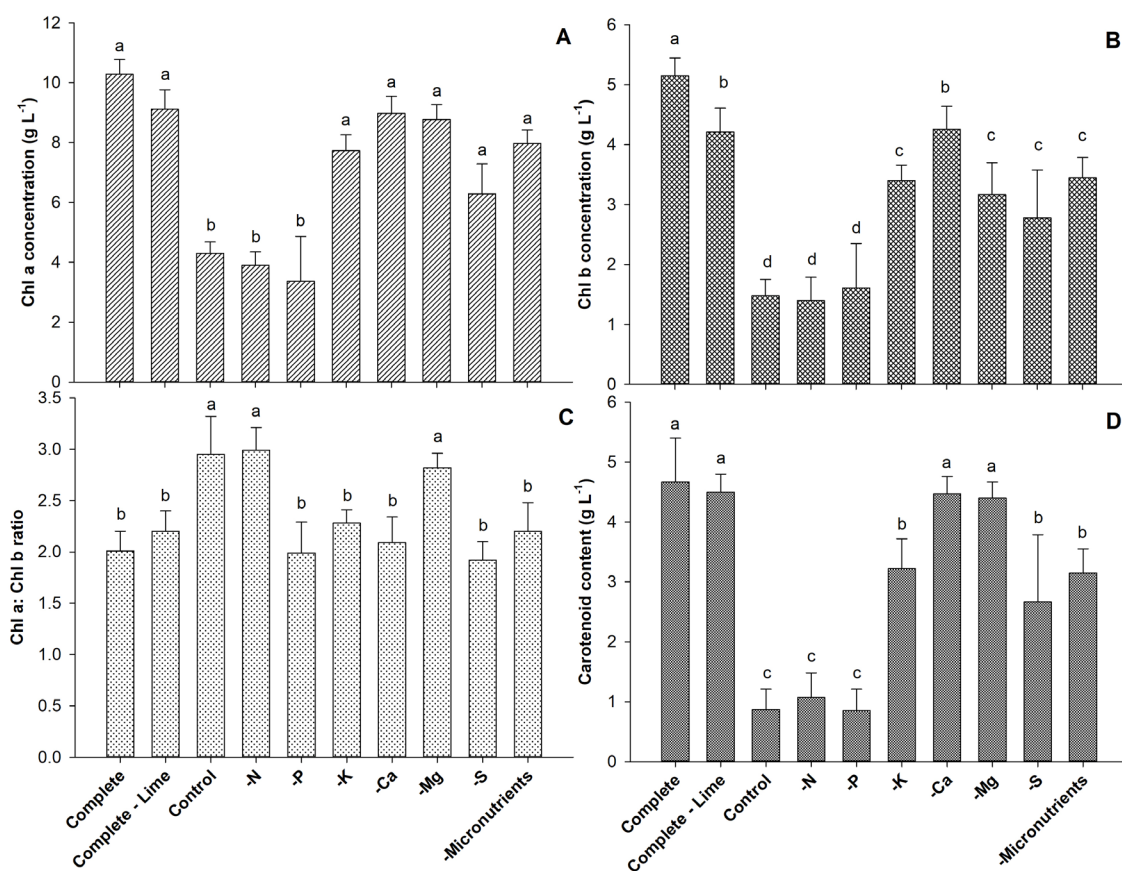 A
Chl a concentration (g L⁻¹)
12
10
8
6
4
2
0
a
a
b
b
b
a
a
a
a
a
B
Chl b concentration (g L⁻¹)
6
5
4
3
2
1
0
a
b
d
d
d
c
b
c
c
c
C
Chl a: Chl b ratio
3.5
3.0
2.5
2.0
1.5
1.0
0.5
0.0
b
b
a
a
b
b
b
a
b
b
Complete
Complete - Lime
Control
-N
-P
-K
-Ca
-Mg
-S
-Micronutrients
D
Carotenoid content (g L⁻¹)
6
5
4
3
2
1
0
a
a
c
c
c
b
a
a
b
b
Complete
Complete - Lime
Control
-N
-P
-K
-Ca
-Mg
-S
-Micronutrients